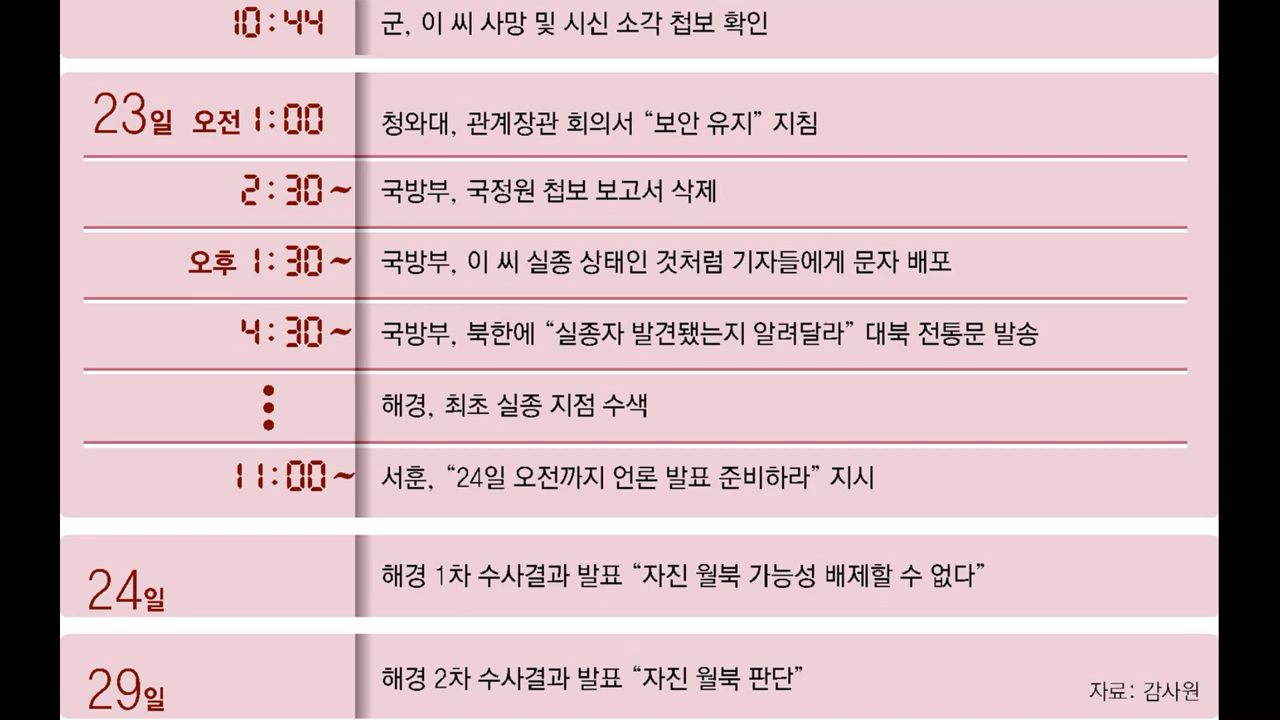 10:44 군, 이 씨 사망 및 시신 소각 첩보 확인
23일 오전 1:00 청와대, 관계장관 회의서 “보안 유지” 지침
2:30~ 국방부, 국정원 첩보 보고서 삭제
오후 1:30~ 국방부, 이 씨 실종 상태인 것처럼 기자들에게 문자 배포
4:30~ 국방부, 북한에 “실종자 발견됐는지 알려달라” 대북 전통문 발송
해경, 최초 실종 지점 수색
11:00~ 서훈, “24일 오전까지 언론 발표 준비하라” 지시
24일 해경 1차 수사결과 발표 “자진 월북 가능성 배제할 수 없다”
29일 해경 2차 수사결과 발표 “자진 월북 판단”
자료: 감사원